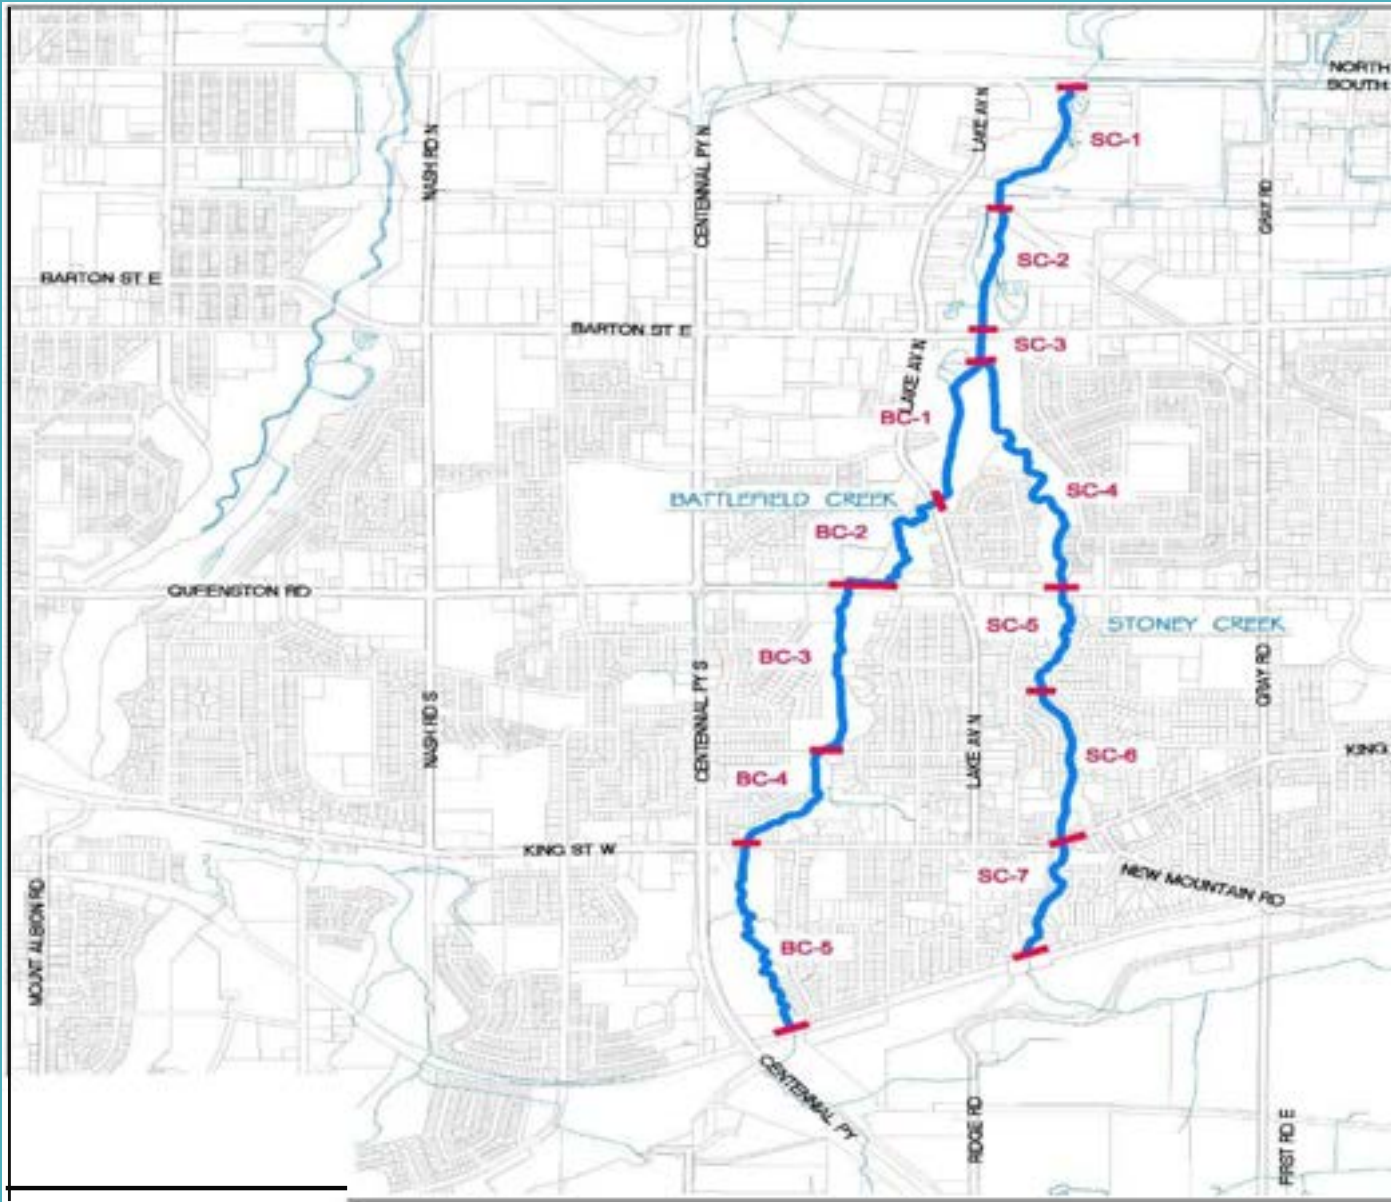 NORTH
SOUTH
LAKE AV N
SC-1
NASH RD N
CENTENNIAL PY N
GRAY RD
SC-2
BARTON ST E
BARTON ST E
SC-3
LAKE AV N
BC-1
SC-4
BATTLEFIELD CREEK
BC-2
QUEENSTON RD
SC-5
STONEY CREEK
BC-3
GRAY RD
CENTENNIAL PY S
NASH RD S
LAKE AV N
KING
SC-6
BC-4
KING ST W
SC-7
NEW MOUNTAIN RD
MOUNT ALBION RD
BC-5
CENTENNIAL PY
RIDGE RD
FIRST RD E